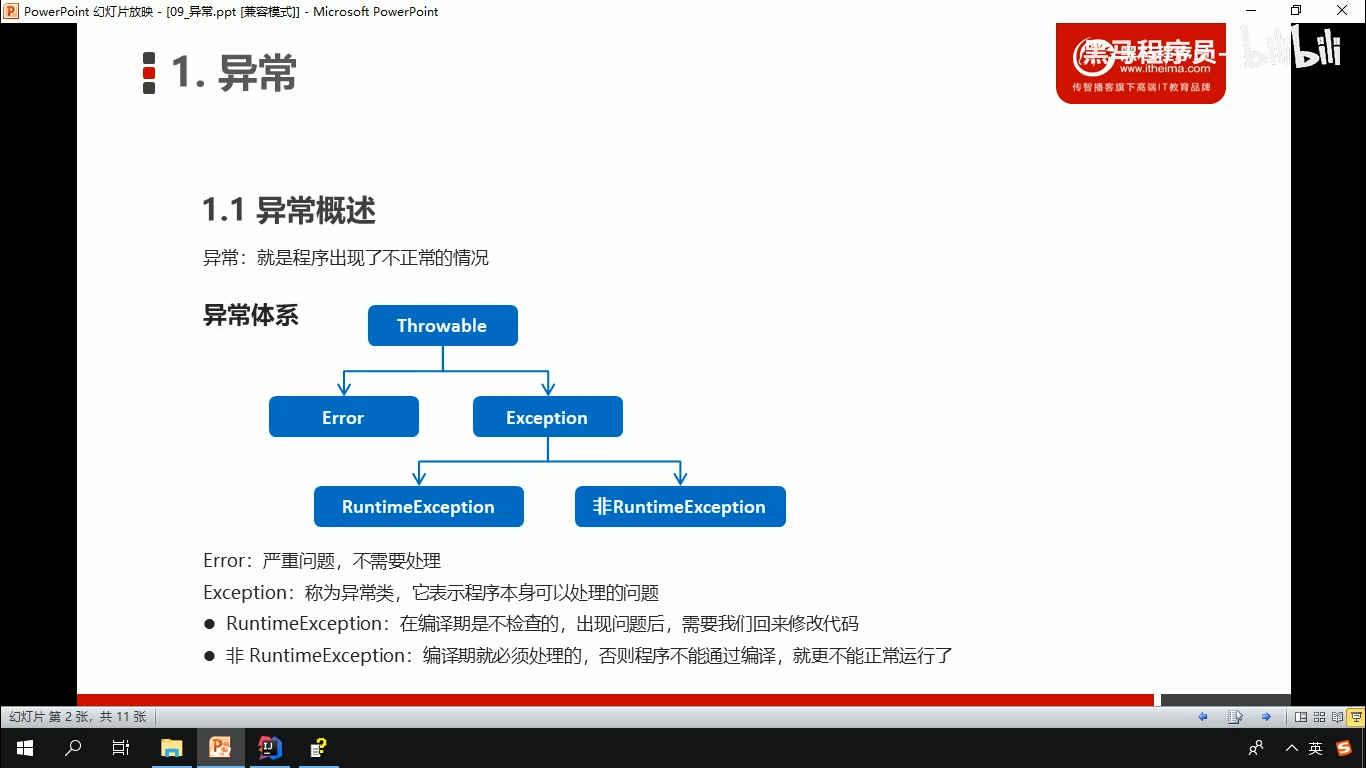 PowerPoint 幻灯片放映 - [09_异常.ppt [兼容模式]] - Microsoft PowerPoint
黑马程序员-
bilibili
www.itheima.com
传智播客旗下高端IT教育品牌
1. 异常
1.1 异常概述
异常：就是程序出现了不正常的情况
异常体系
Throwable
Error
Exception
RuntimeException
非RuntimeException
Error：严重问题，不需要处理
Exception：称为异常类，它表示程序本身可以处理的问题
● RuntimeException：在编译期是不检查的，出现问题后，需要我们回来修改代码
● 非 RuntimeException：编译期就必须处理的，否则程序不能通过编译，就更不能正常运行了
幻灯片 第 2 张，共 11 张
英